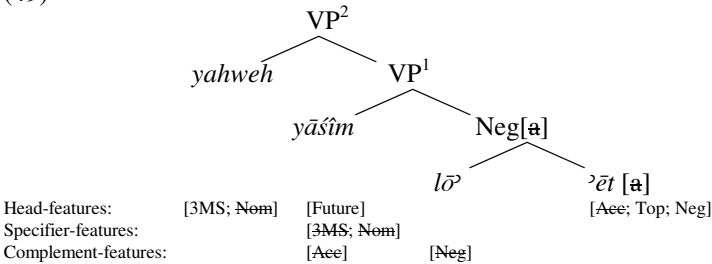 VP²
yahweh VP¹
yāśîm Neg[a]
lōʾ ʾēt [a]
Head-features: [3MS; Nom] [Future] [Acc; Top; Neg]
Specifier-features: [3MS; Nom]
Complement-features: [Acc] [Neg]